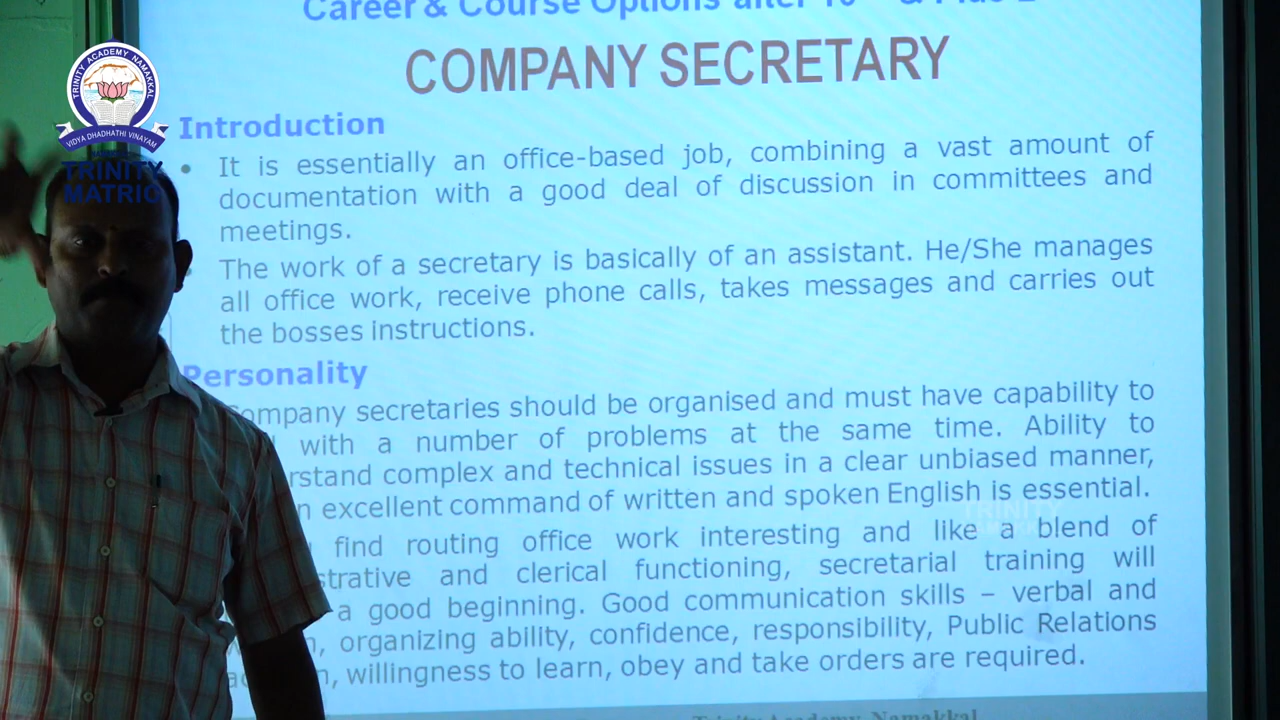 Career & Course Options after 10 & Plus 2
COMPANY SECRETARY
TRINITY ACADEMY NAMAKKAL
VIDYA DHADHATHI VINAYAM
TRINITY
MATRIC
Introduction
• It is essentially an office-based job, combining a vast amount of
documentation with a good deal of discussion in committees and
meetings.
The work of a secretary is basically of an assistant. He/She manages
all office work, receive phone calls, takes messages and carries out
the bosses instructions.
Personality
Company secretaries should be organised and must have capability to
with a number of problems at the same time. Ability to
complex and technical issues in a clear unbiased manner,
excellent command of written and spoken English is essential.
TRINITY
find routing office work interesting and like a blend of
and clerical functioning, secretarial training will
a good beginning. Good communication skills – verbal and
organizing ability, confidence, responsibility, Public Relations
willingness to learn, obey and take orders are required.
Trinity Academy, Namakkal